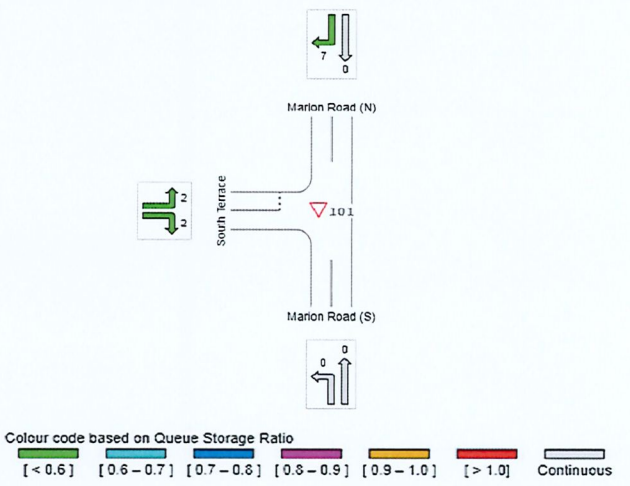 7
0
Marion Road (N)
2
2
South Terrace
101
Marion Road (S)
0
0
Colour code based on Queue Storage Ratio
[ < 0.6 ] [ 0.6 – 0.7 ] [ 0.7 – 0.8 ] [ 0.8 – 0.9 ] [ 0.9 – 1.0 ] [ > 1.0] Continuous